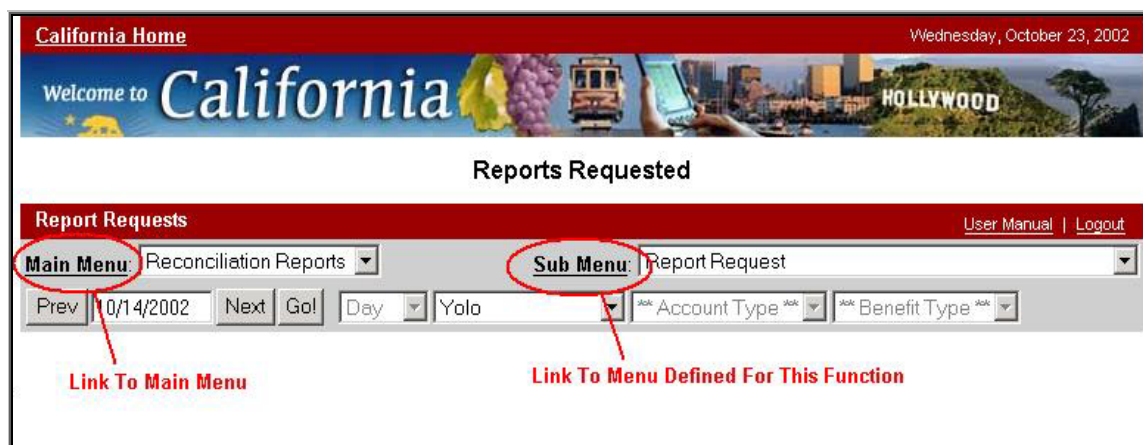 California Home Wednesday, October 23, 2002
Welcome to California HOLLYWOOD
Reports Requested
Report Requests User Manual | Logout
Main Menu: Reconciliation Reports Sub Menu: Report Request
Prev 10/14/2002 Next Go! Day Yolo ** Account Type ** ** Benefit Type **
Link To Main Menu Link To Menu Defined For This Function